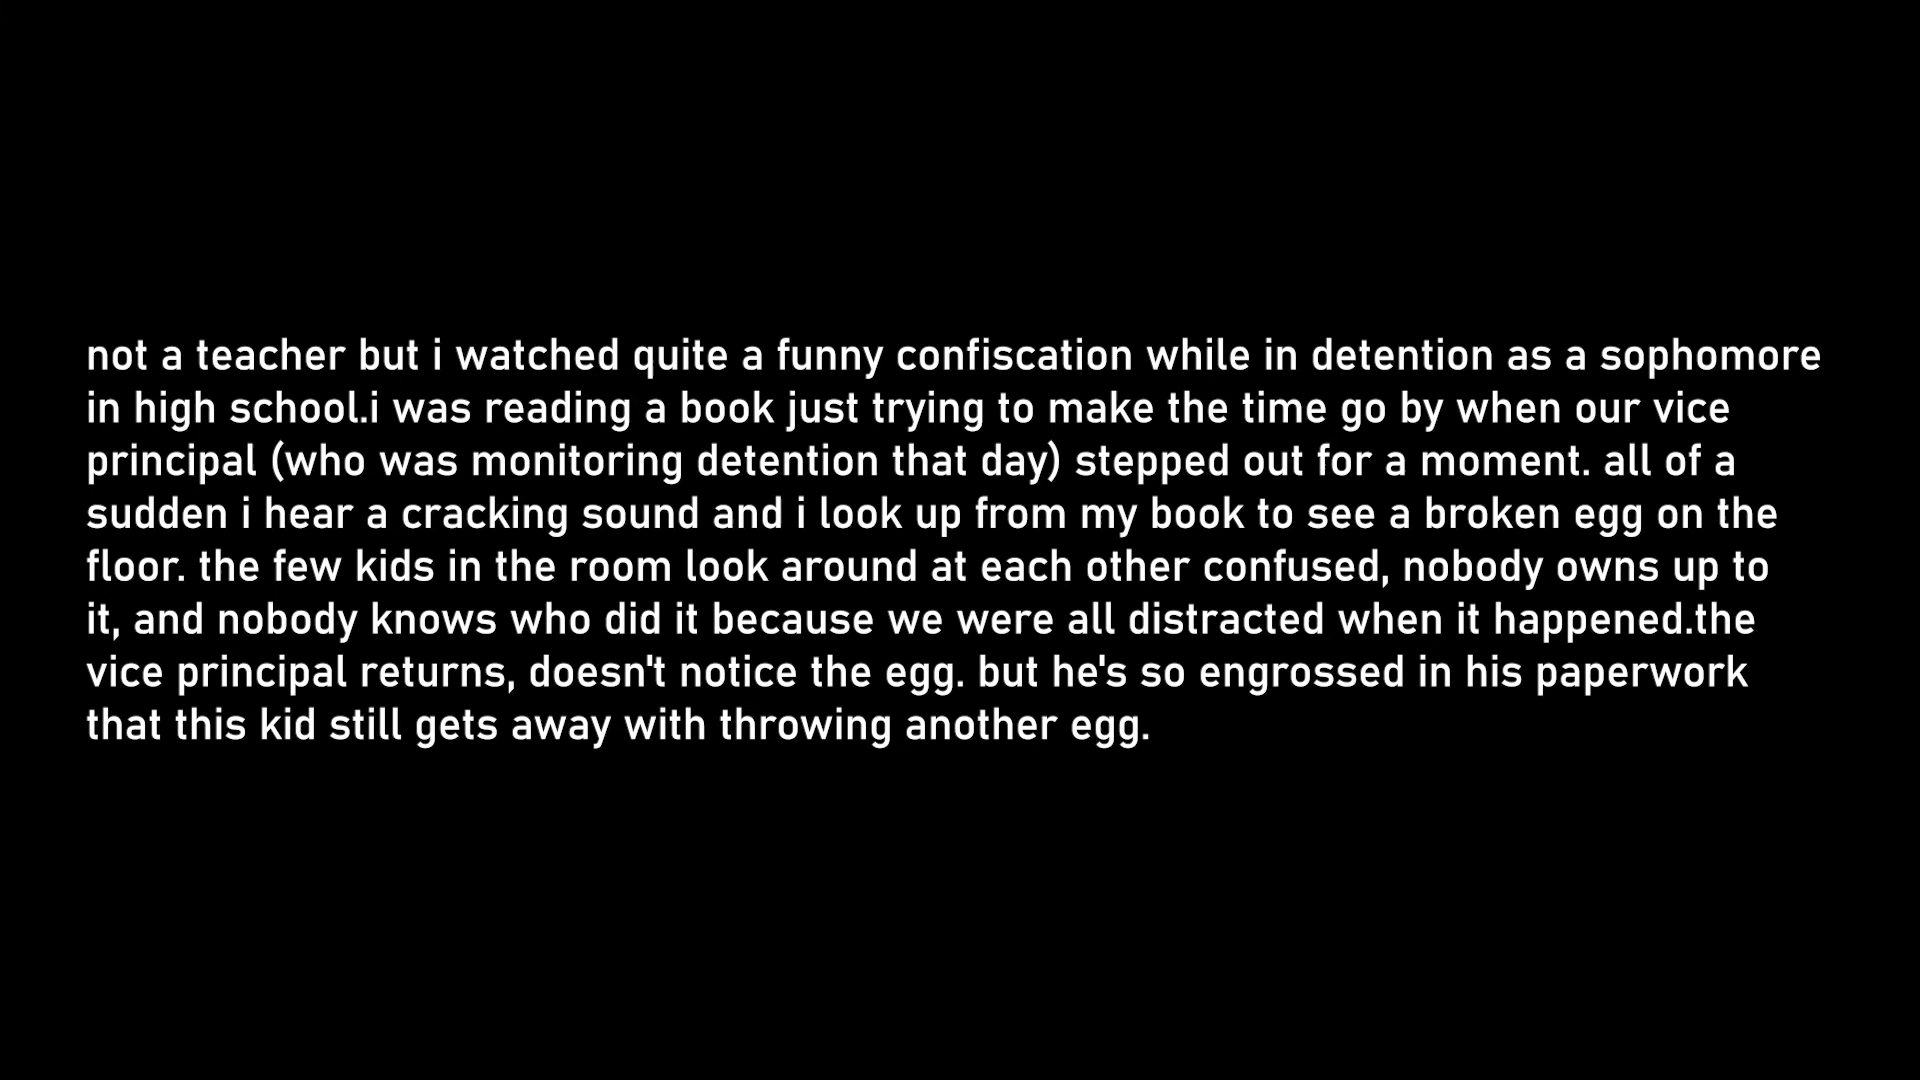 not a teacher but i watched quite a funny confiscation while in detention as a sophomore
in high school.i was reading a book just trying to make the time go by when our vice
principal (who was monitoring detention that day) stepped out for a moment. all of a
sudden i hear a cracking sound and i look up from my book to see a broken egg on the
floor. the few kids in the room look around at each other confused, nobody owns up to
it, and nobody knows who did it because we were all distracted when it happened.the
vice principal returns, doesn't notice the egg. but he's so engrossed in his paperwork
that this kid still gets away with throwing another egg.